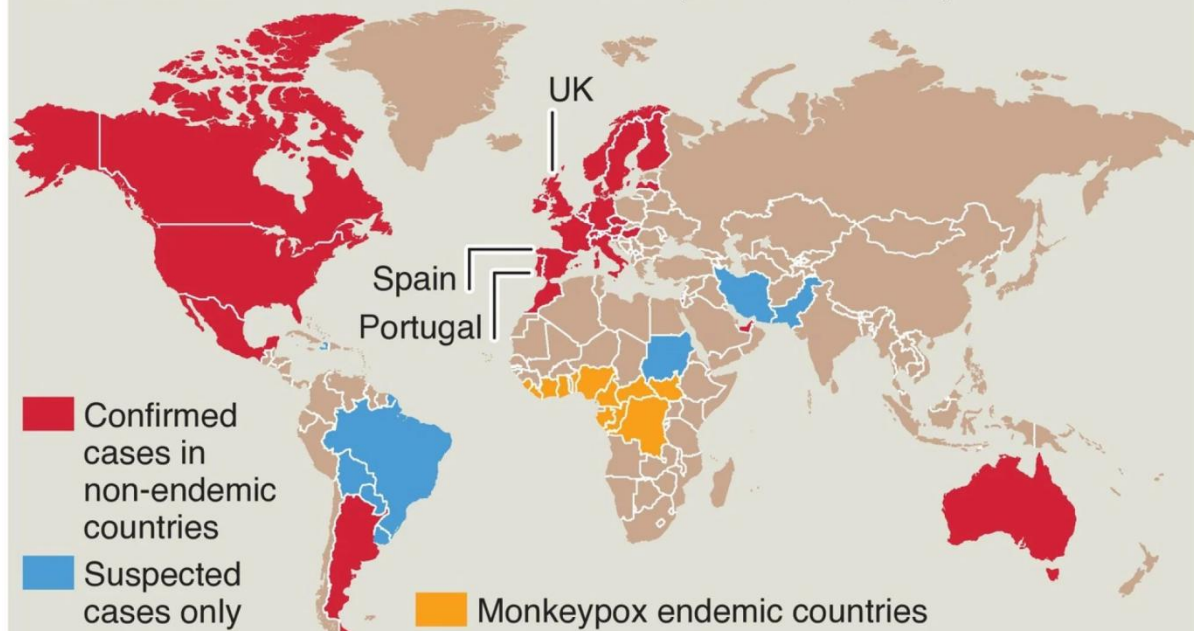 UK
Spain
Portugal
Confirmed
cases in
non-endemic
countries
Suspected
cases only
Monkeypox endemic countries